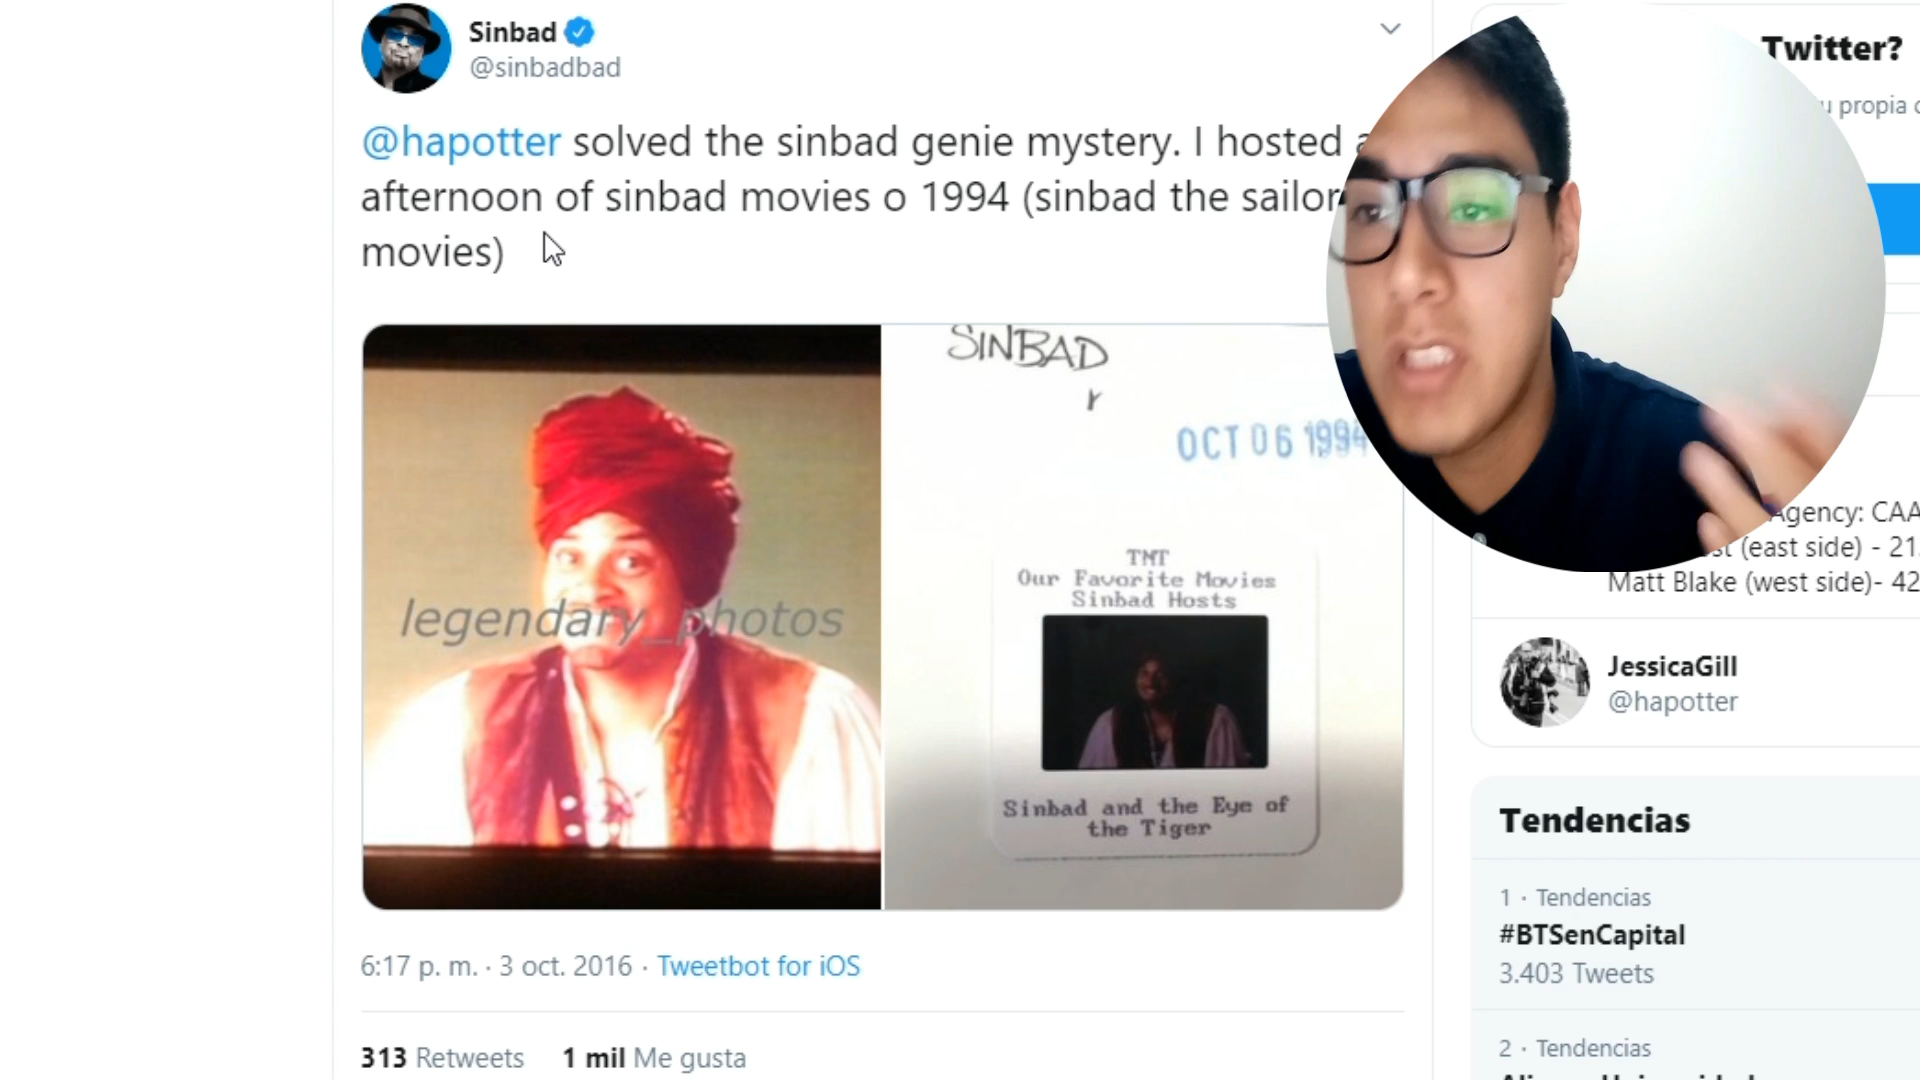 Sinbad
@sinbadbad
@hapotter solved the sinbad genie mystery. I hosted
afternoon of sinbad movies o 1994 (sinbad the sailor
movies)
legendary_photos
SINBAD
r
OCT 06 1994
TNT
Our Favorite Movies
Sinbad Hosts
Sinbad and the Eye of
the Tiger
6:17 p. m. · 3 oct. 2016 · Tweetbot for iOS
313 Retweets 1 mil Me gusta
Twitter?
propia
Agency: CAA
(east side) - 21
Matt Blake (west side)- 42
JessicaGill
@hapotter
Tendencias
1 · Tendencias
#BTSenCapital
3.403 Tweets
2 · Tendencias